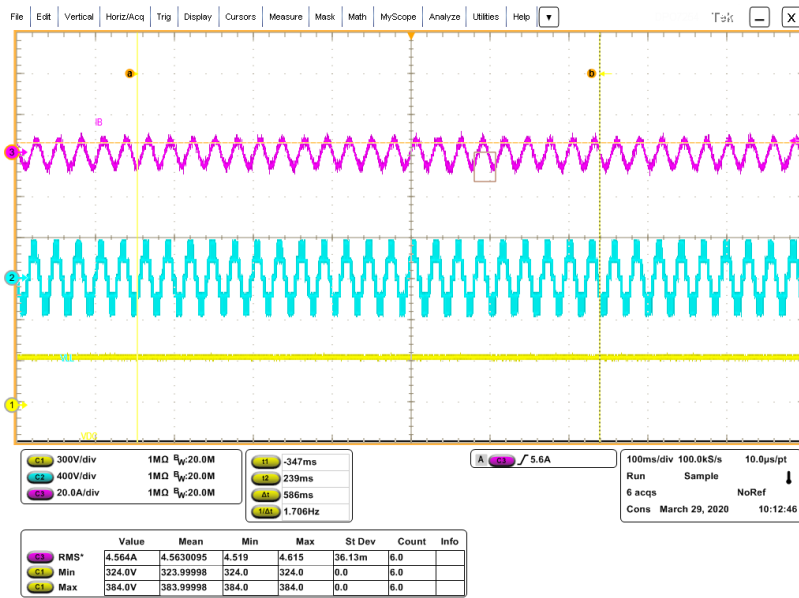 File Edit Vertical Horiz/Acq Trig Display Cursors Measure Mask Math MyScope Analyze Utilities Help Tek X
a b
IB
3
2
1
C1 300V/div 1MΩ BW:20.0M
C2 400V/div 1MΩ BW:20.0M
C3 20.0A/div 1MΩ BW:20.0M
t1 -347ms
t2 239ms
Δt 586ms
1/Δt 1.706Hz
A C3 5.6A
100ms/div 100.0kS/s 10.0µs/pt
Run Sample
6 acqs NoRef
Cons March 29, 2020 10:12:46
Value Mean Min Max St Dev Count Info
C3 RMS* 4.564A 4.5630095 4.519 4.615 36.13m 6.0
C1 Min 324.0V 323.99998 324.0 324.0 0.0 6.0
C1 Max 384.0V 383.99998 384.0 384.0 0.0 6.0